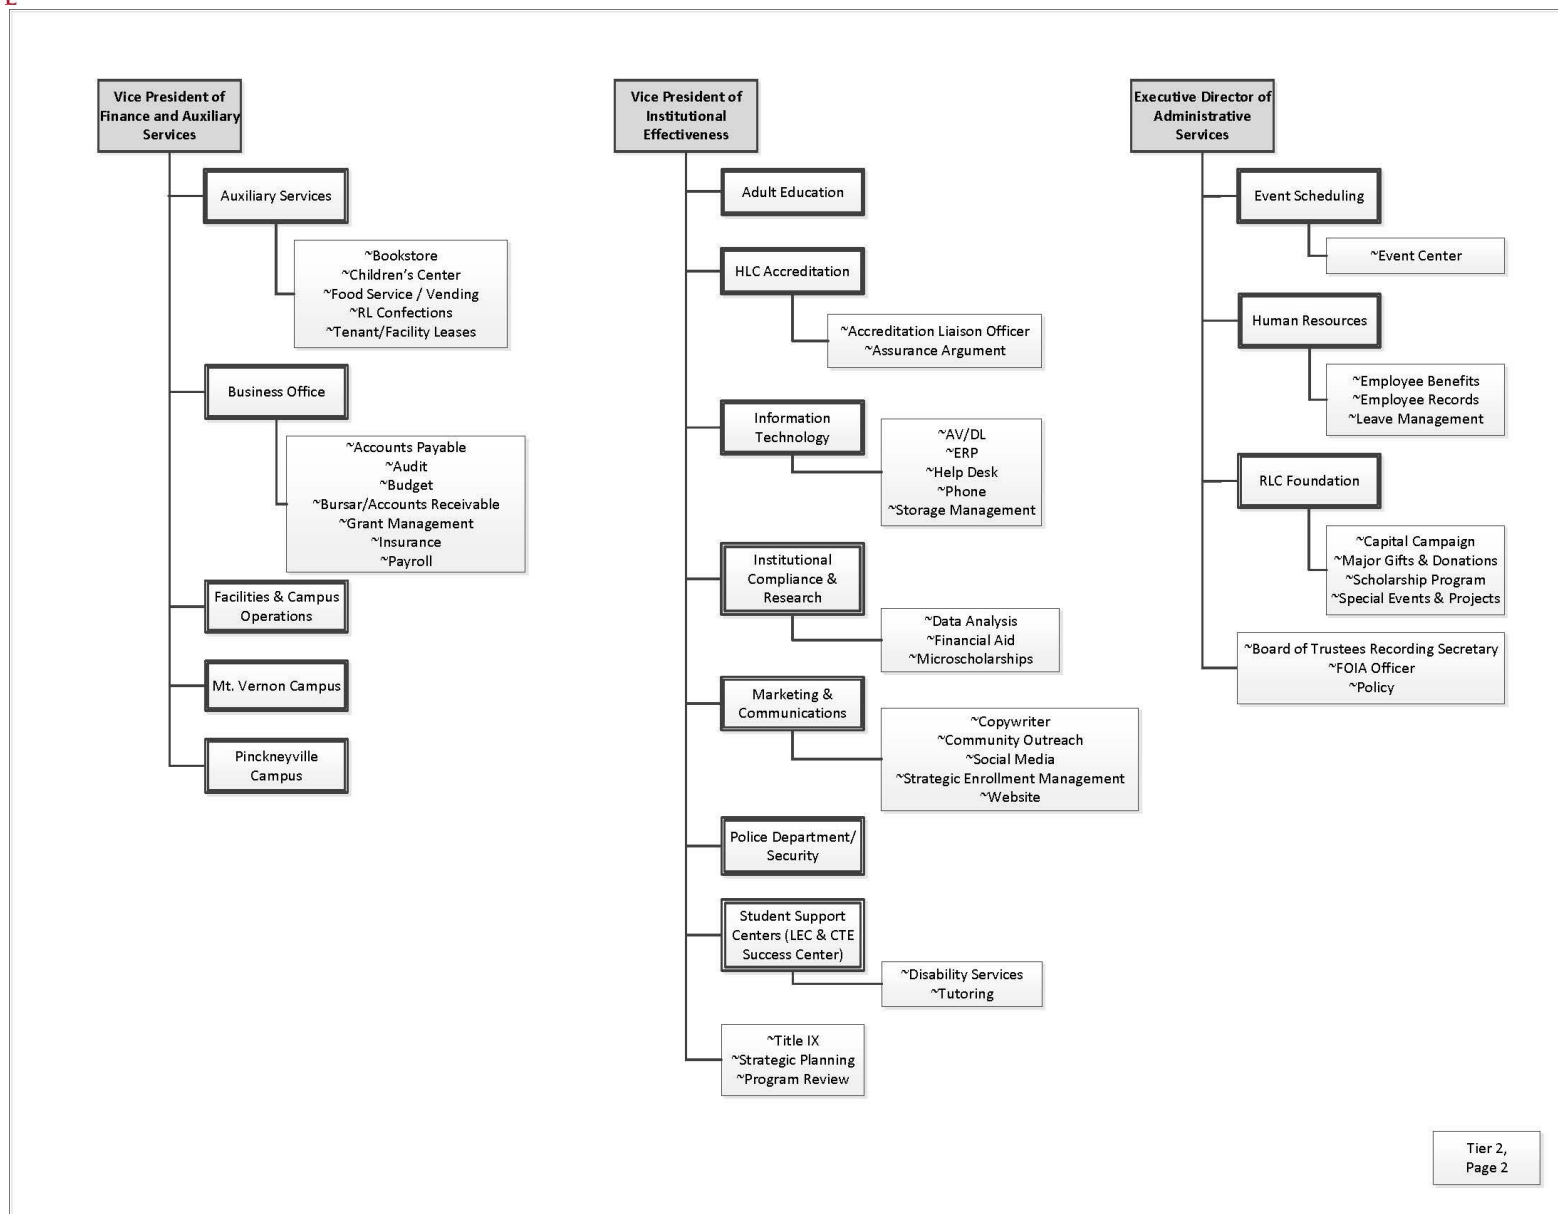 Vice President of
Finance and Auxiliary
Services
Auxiliary Services
~Bookstore
~Children's Center
~Food Service / Vending
~RL Confections
~Tenant/Facility Leases
Business Office
~Accounts Payable
~Audit
~Budget
~Bursar/Accounts Receivable
~Grant Management
~Insurance
~Payroll
Facilities & Campus
Operations
Mt. Vernon Campus
Pinckneyville
Campus
Vice President of
Institutional
Effectiveness
Adult Education
HLC Accreditation
~Accreditation Liaison Officer
~Assurance Argument
Information
Technology
~AV/DL
~ERP
~Help Desk
~Phone
~Storage Management
Institutional
Compliance &
Research
~Data Analysis
~Financial Aid
~Microscholarships
Marketing &
Communications
~Copywriter
~Community Outreach
~Social Media
~Strategic Enrollment Management
~Website
Police Department/
Security
Student Support
Centers (LEC & CTE
Success Center)
~Disability Services
~Tutoring
~Title IX
~Strategic Planning
~Program Review
Executive Director of
Administrative
Services
Event Scheduling
~Event Center
Human Resources
~Employee Benefits
~Employee Records
~Leave Management
RLC Foundation
~Capital Campaign
~Major Gifts & Donations
~Scholarship Program
~Special Events & Projects
~Board of Trustees Recording Secretary
~FOIA Officer
~Policy
Tier 2,
Page 2